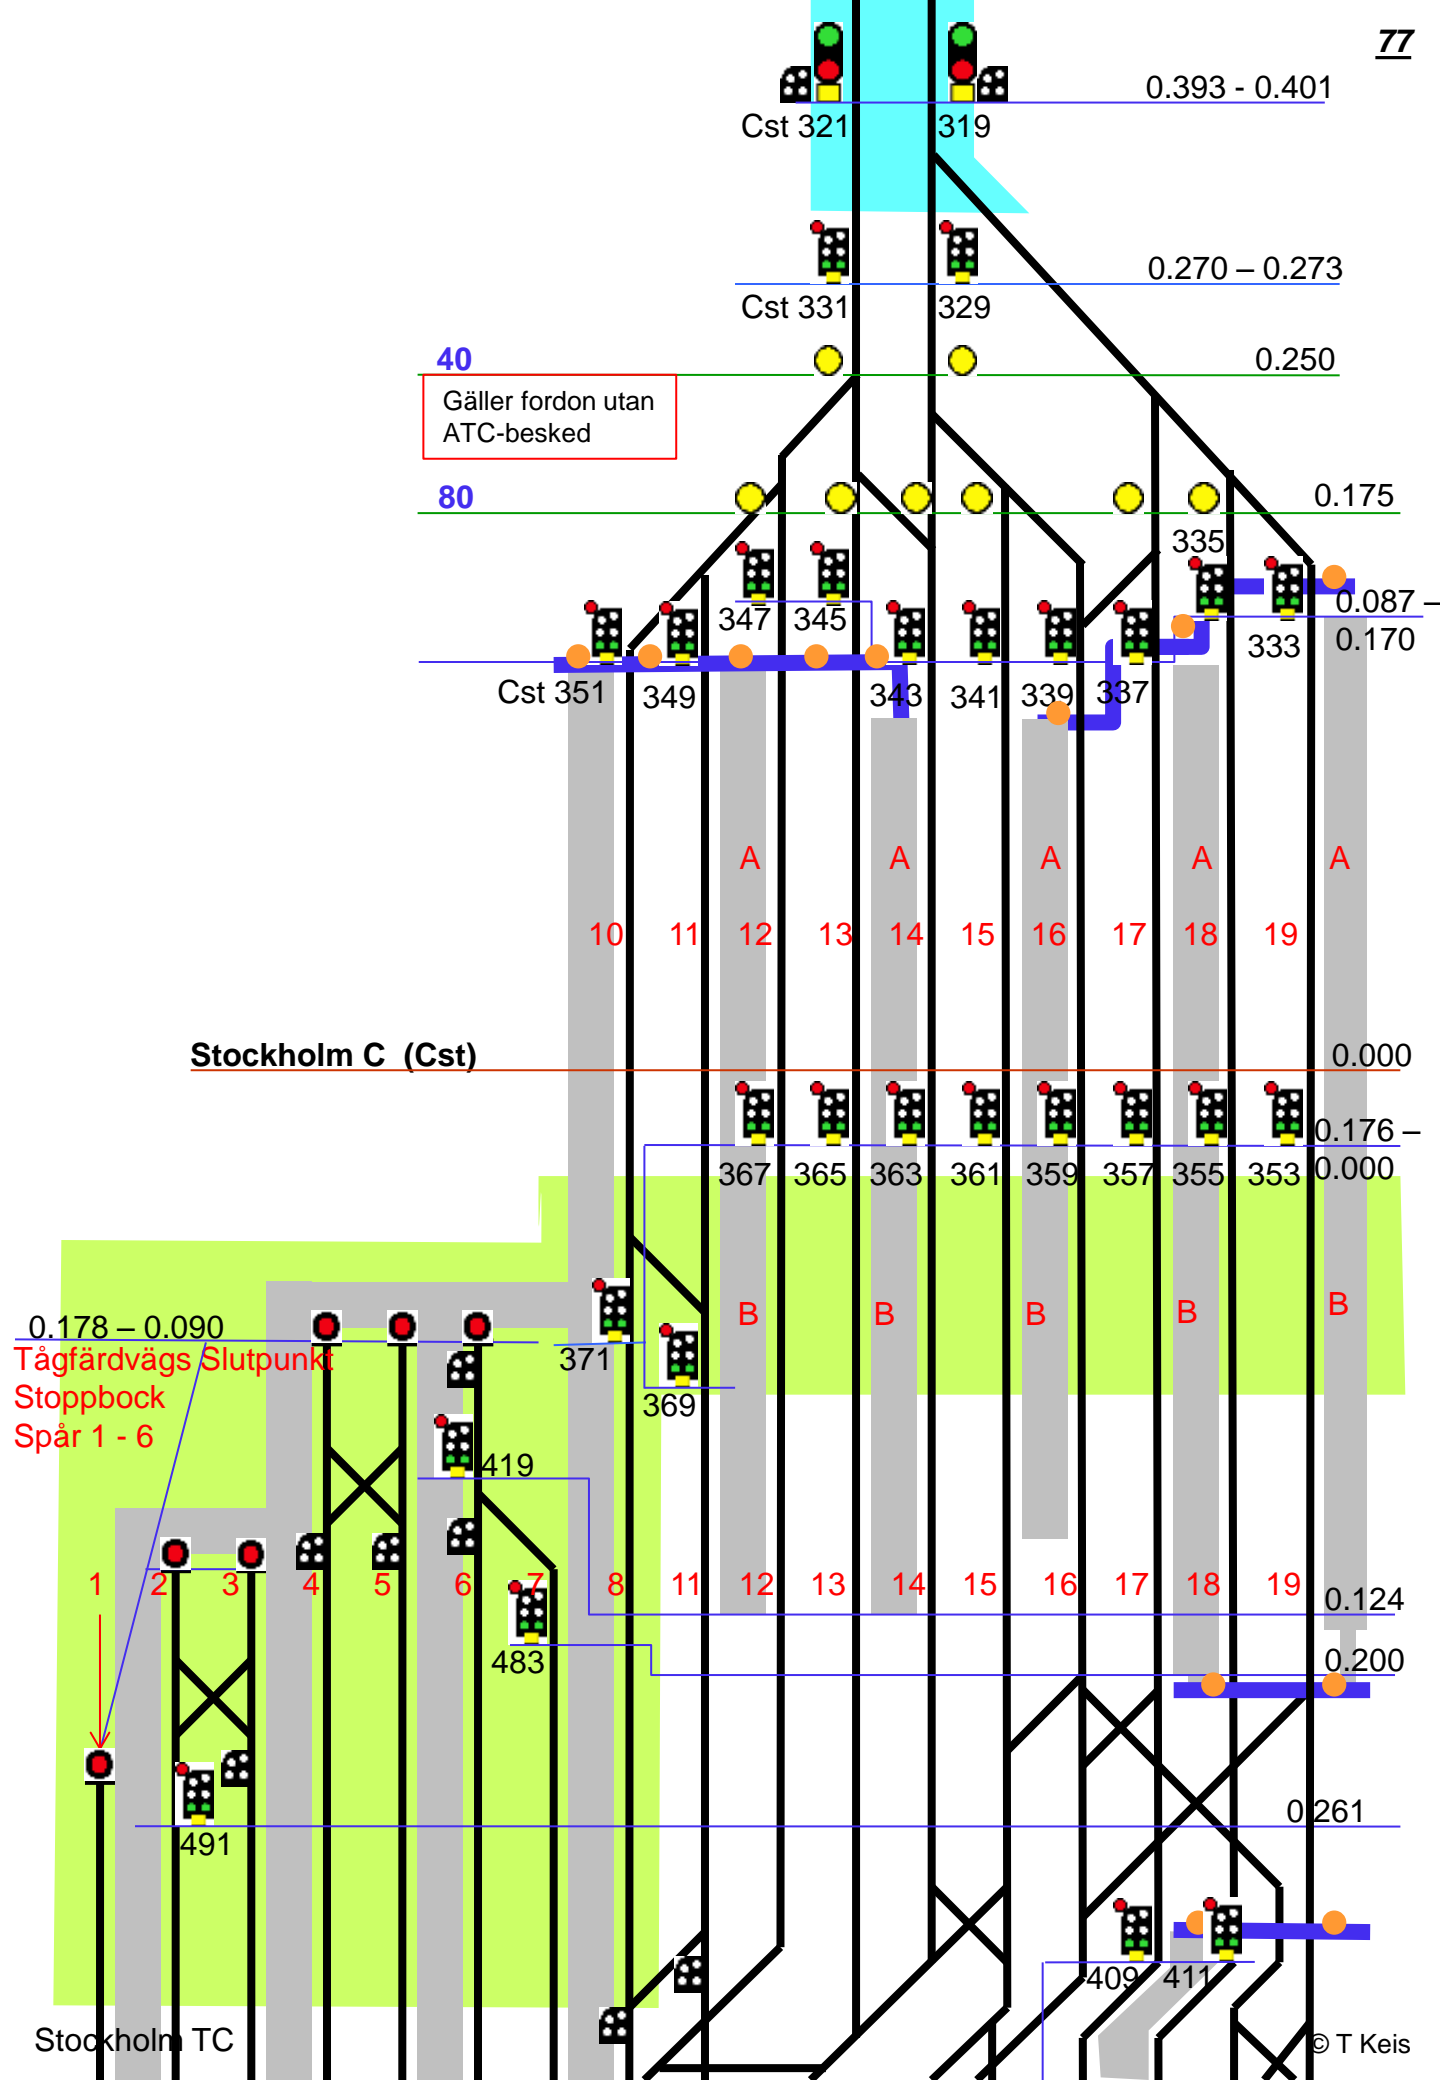 77
0.393 - 0.401
Cst 321
319
0.270 – 0.273
Cst 331
329
40
0.250
Gäller fordon utan
ATC-besked
80
0.175
335
0.087 –
0.170
347
345
333
Cst 351
349
343
341
339
337
A
A
A
A
A
10
11
12
13
14
15
16
17
18
19
Stockholm C (Cst)
0.000
0.176 –
0.000
367
365
363
361
359
357
355
353
B
B
B
B
B
0.178 – 0.090
Tågfärdvägs Slutpunkt
Stoppbock
Spår 1 - 6
371
369
419
1
2
3
4
5
6
7
8
11
12
13
14
15
16
17
18
19
0.124
483
0.200
0.261
491
409
411
Stockholm TC
© T Keis